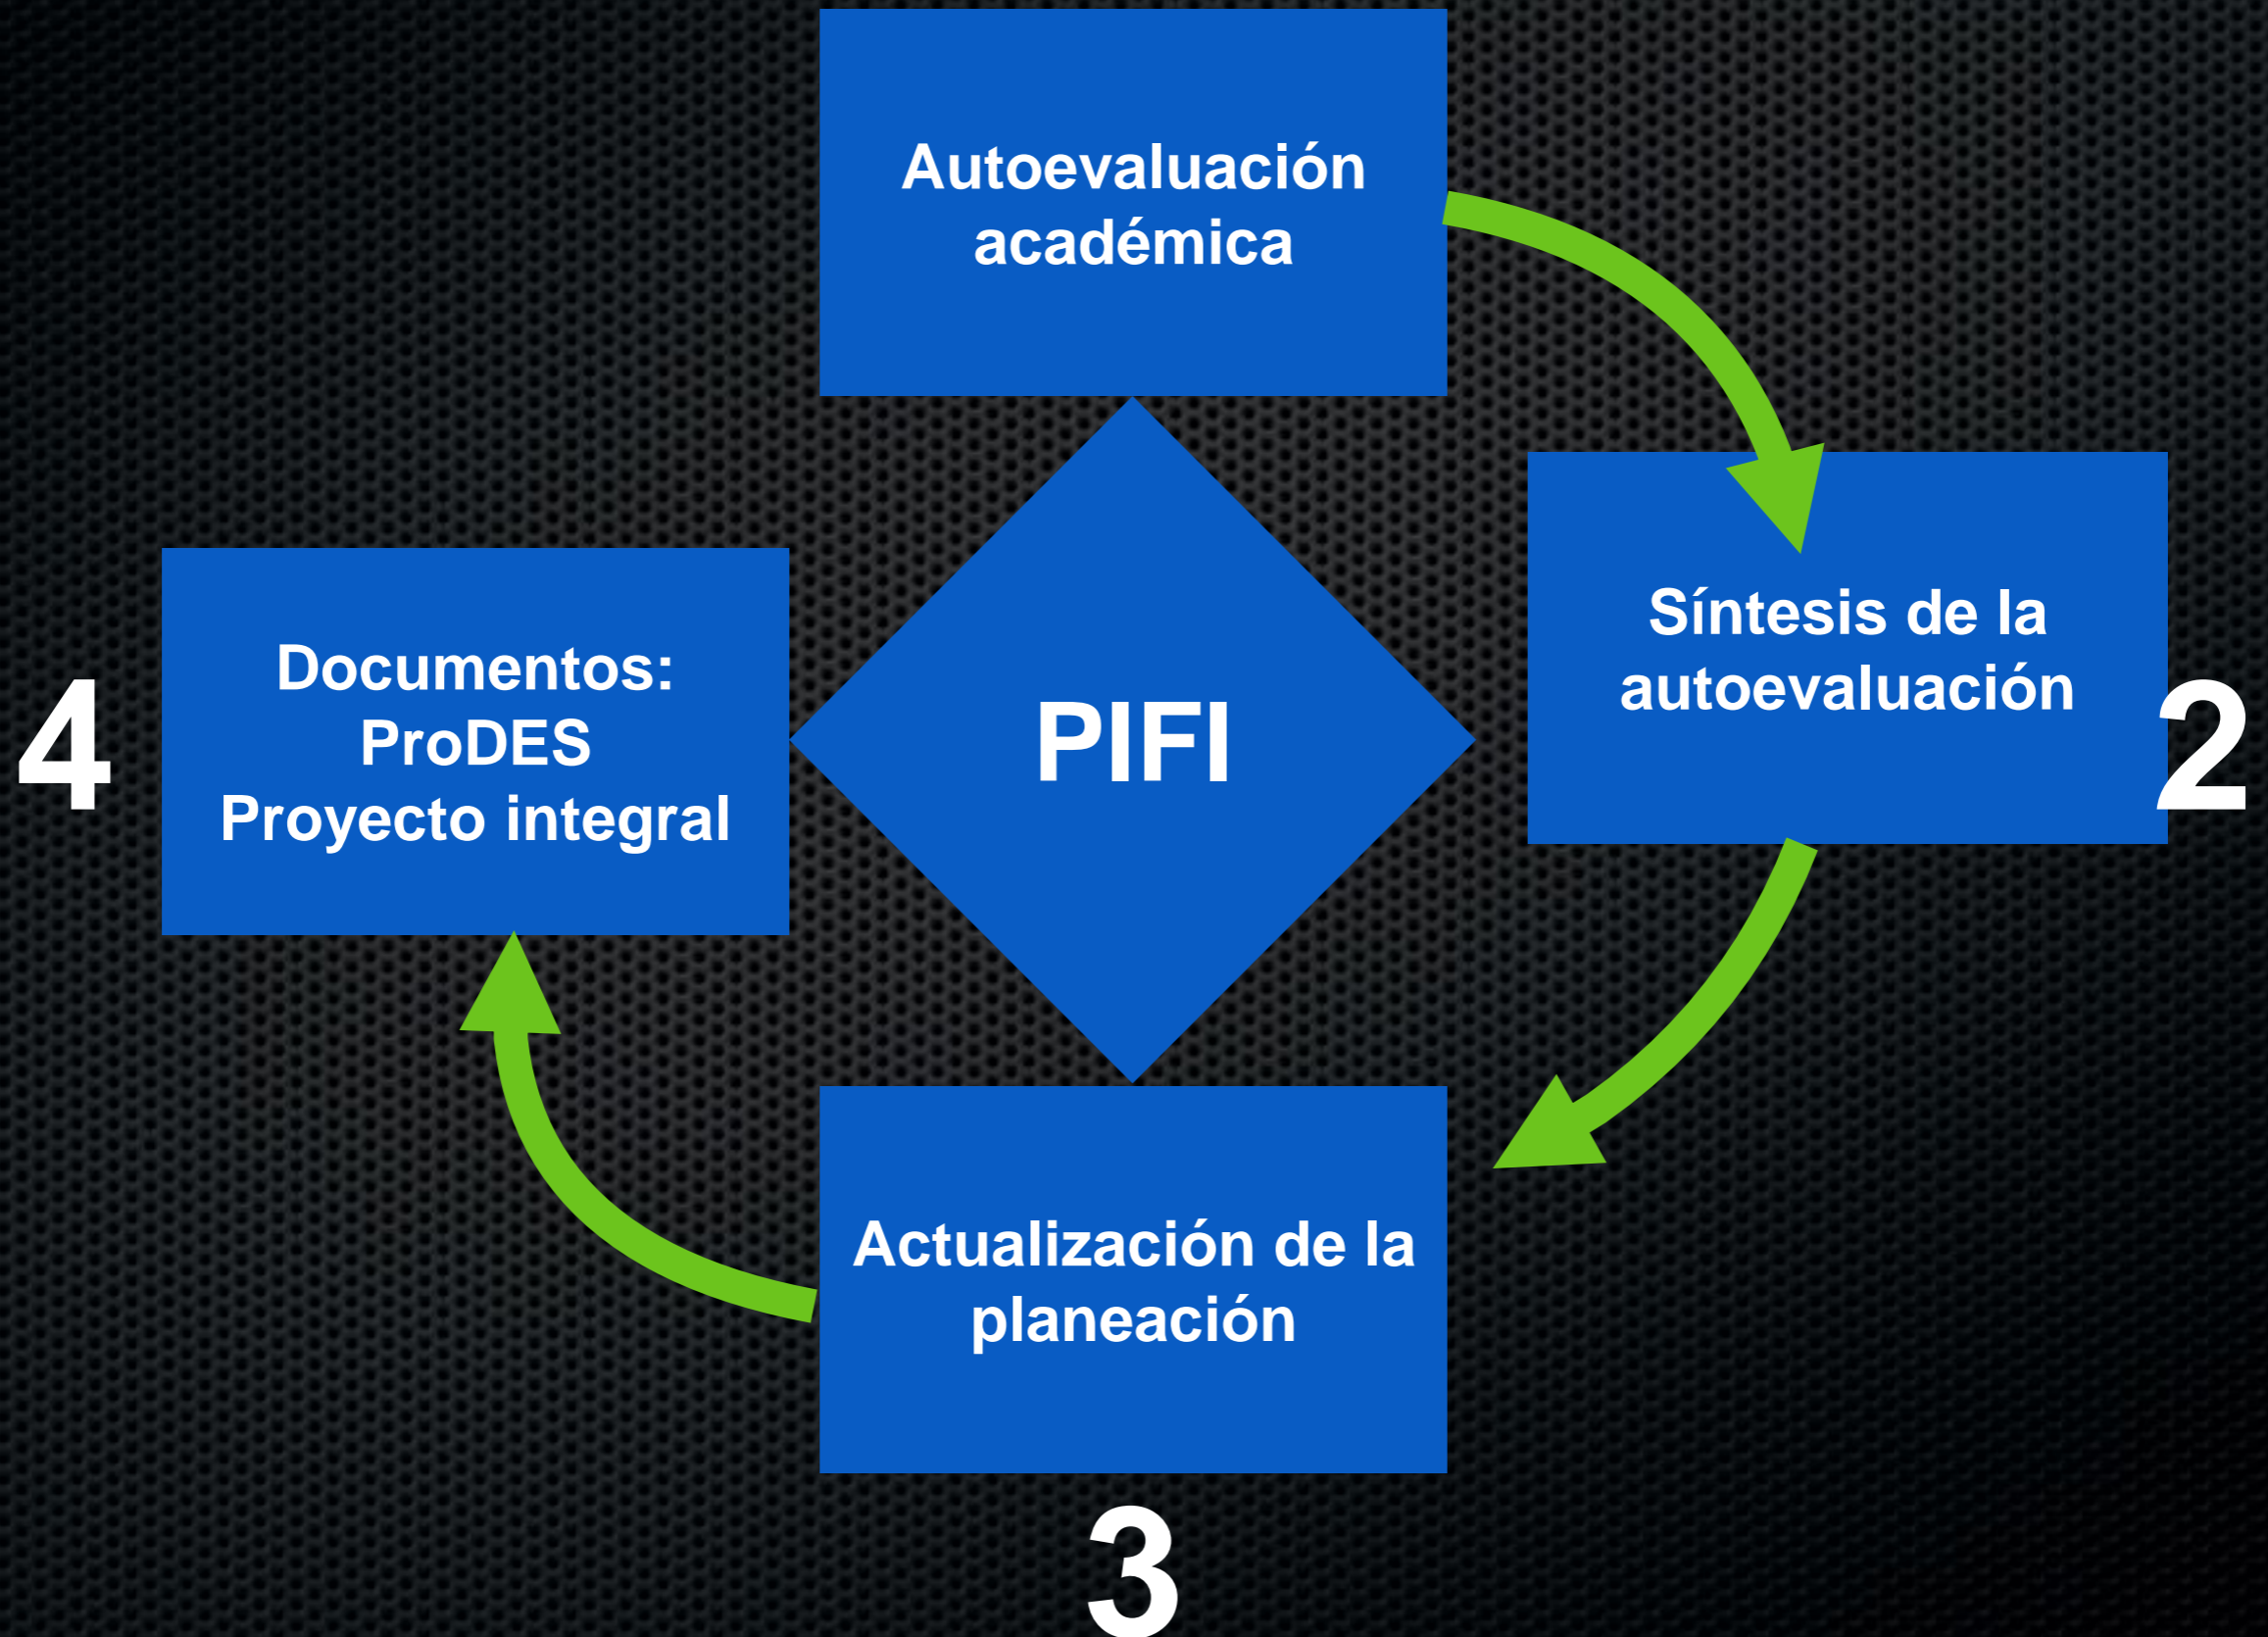 Autoevaluación
académica
Síntesis de la
autoevaluación
2
PIFI
4
Documentos:
ProDES
Proyecto integral
Actualización de la
planeación
3